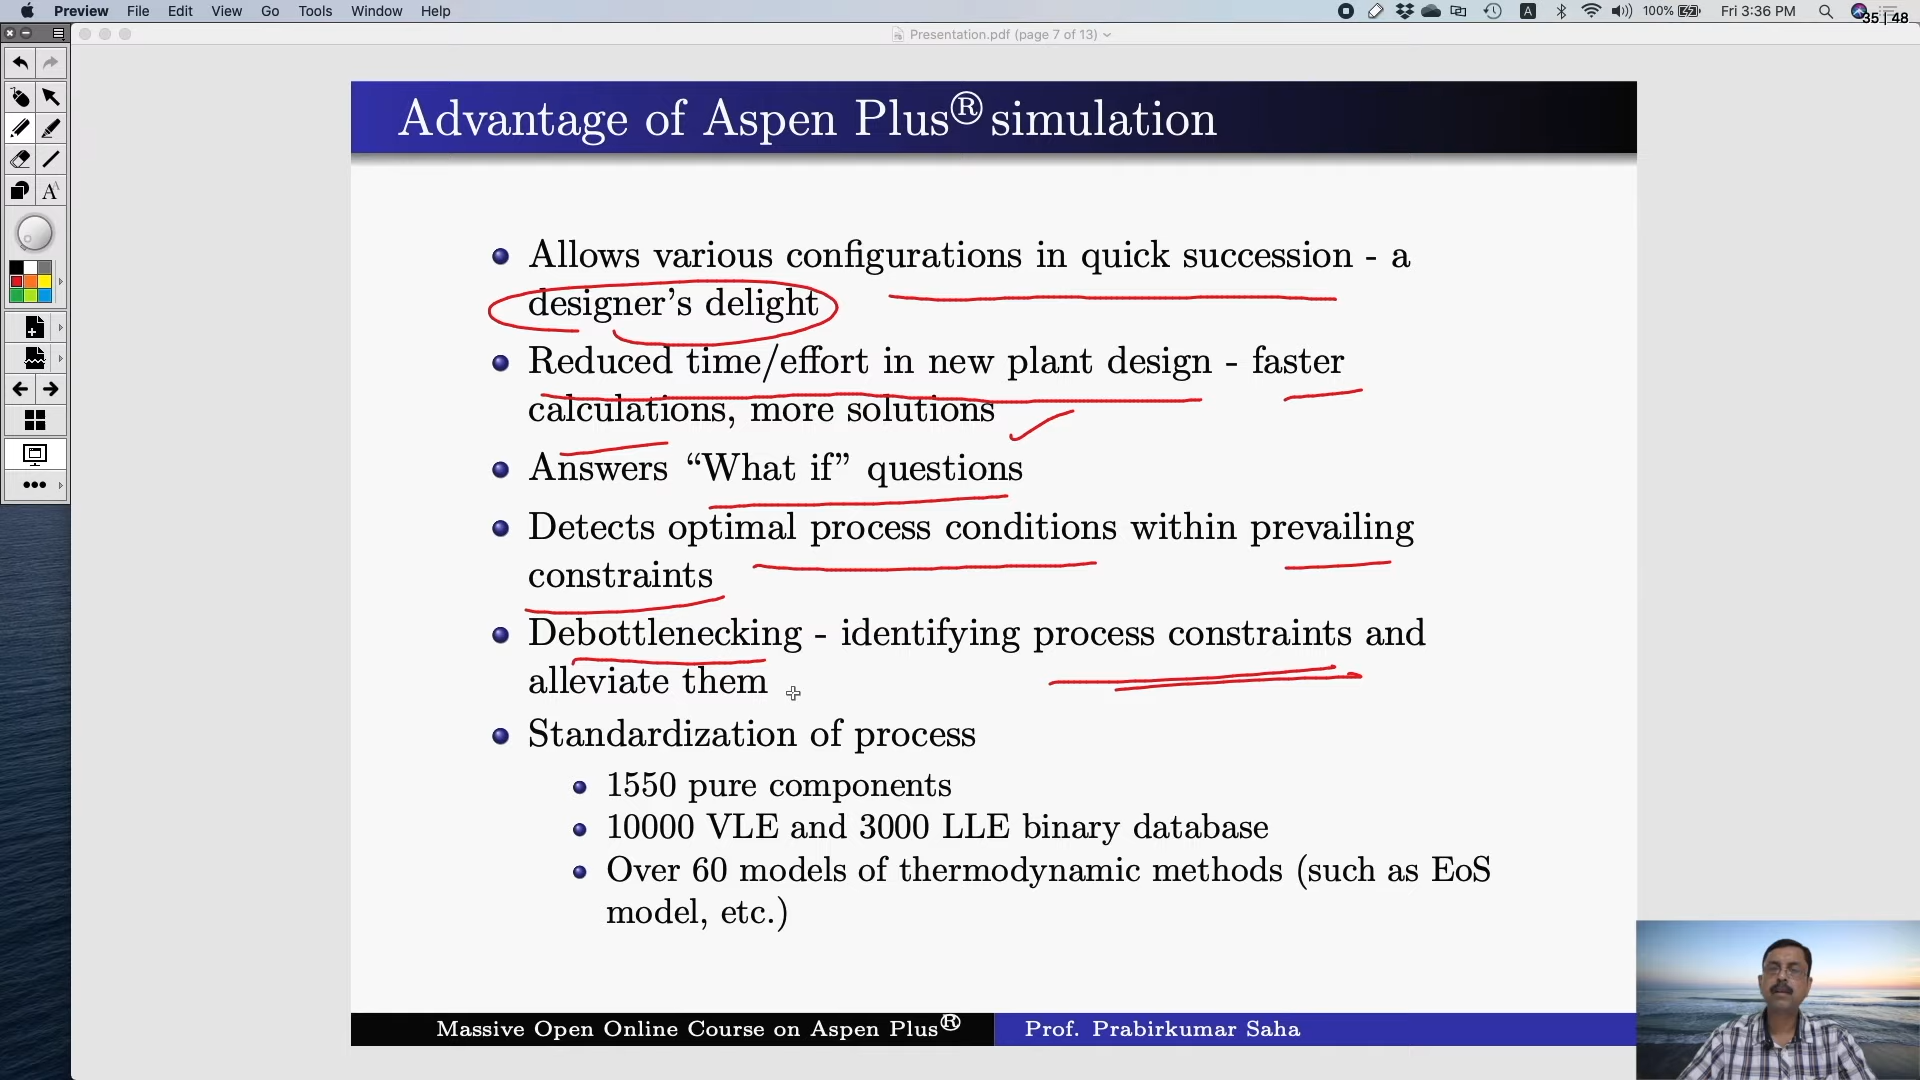 Preview File Edit View Go Tools Window Help
A 100% Fri 3:36 PM 35 | 48
Presentation.pdf (page 7 of 13)
A
Advantage of Aspen Plus® simulation
Allows various configurations in quick succession - a
designer's delight
Reduced time/effort in new plant design - faster
calculations, more solutions
Answers “What if” questions
Detects optimal process conditions within prevailing
constraints
Debottlenecking - identifying process constraints and
alleviate them
Standardization of process
1550 pure components
10000 VLE and 3000 LLE binary database
Over 60 models of thermodynamic methods (such as EoS
model, etc.)
Massive Open Online Course on Aspen Plus® Prof. Prabirkumar Saha